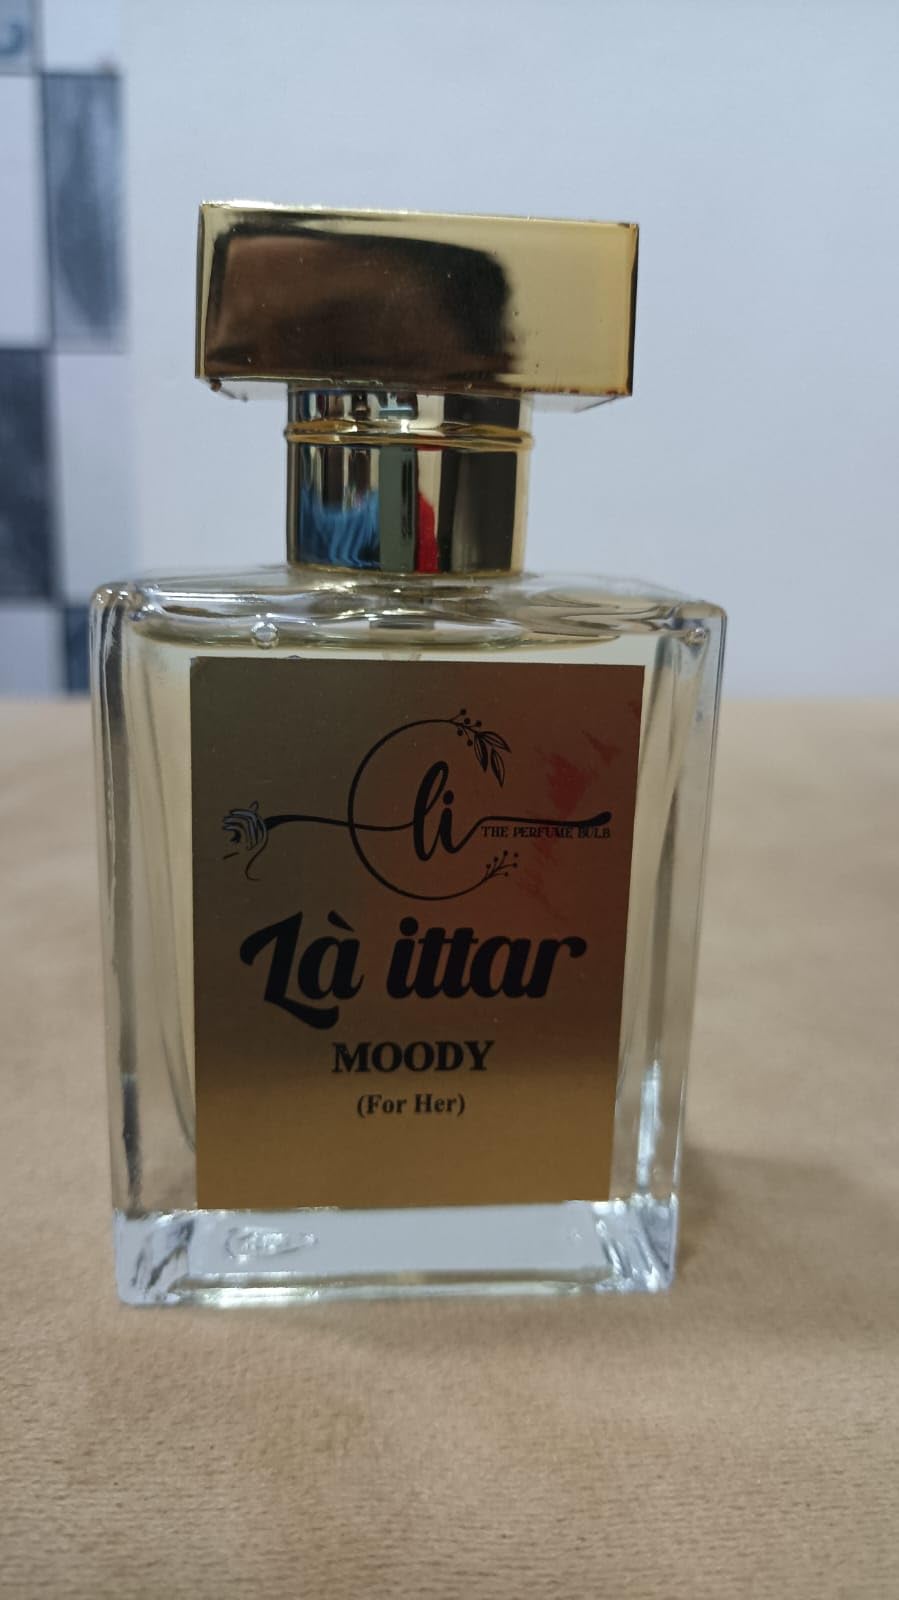 li
THE PERFUME BULB
Là ittar
MOODY
(For Her)